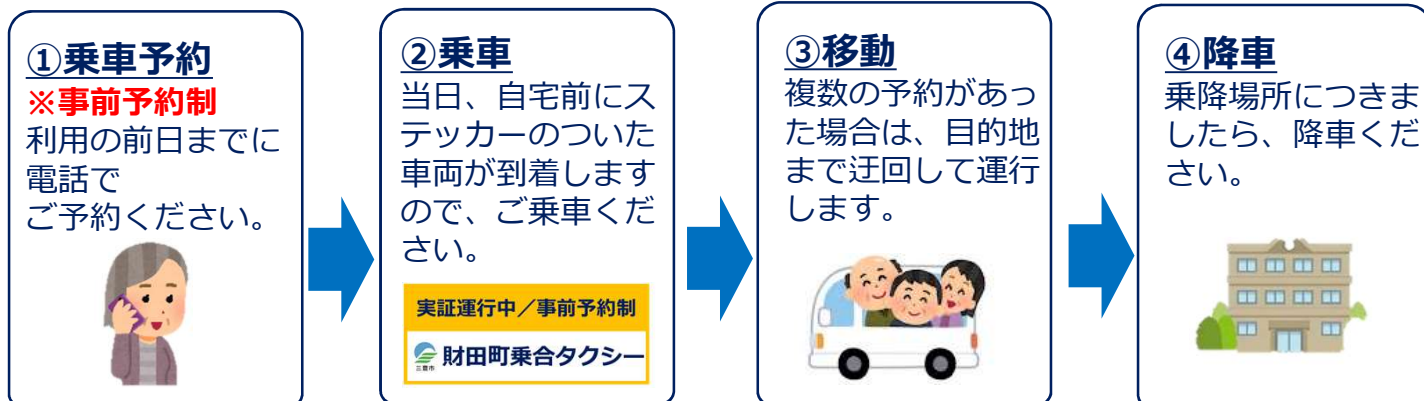 ①乗車予約
※事前予約制
利用の前日までに
電話で
ご予約ください。
②乗車
当日、自宅前にス
テッカーのついた
車両が到着します
ので、ご乗車くだ
さい。
実証運行中／事前予約制
三豊市
財田町乗合タクシー
③移動
複数の予約があっ
た場合は、目的地
まで迂回して運行
します。
④降車
乗降場所につきま
したら、降車くだ
さい。